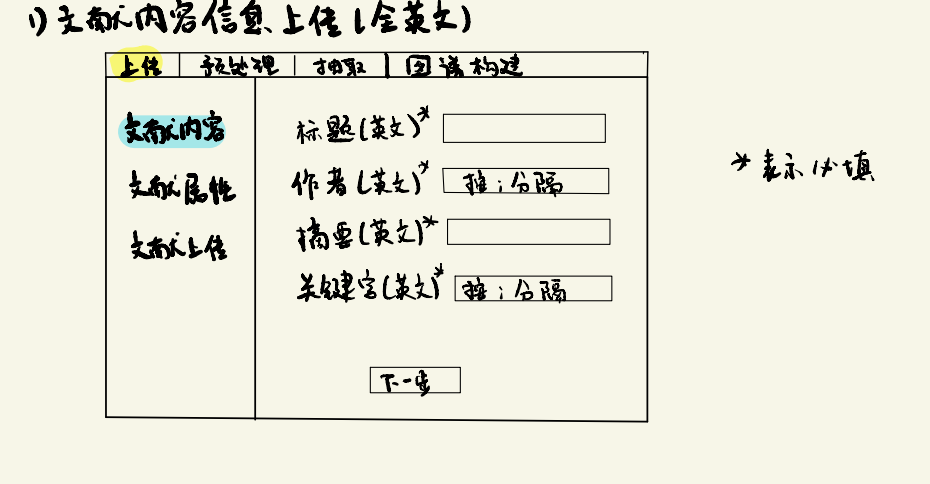 1) 文献内容信息上传(全英文)
上传 | 预处理 | 抽取 | 图谱构建
文献内容
文献属性
文献上传
标题(英文)*
作者(英文)* 按;分隔
摘要(英文)*
关键字(英文)* 按;分隔
下一步
*表示必填